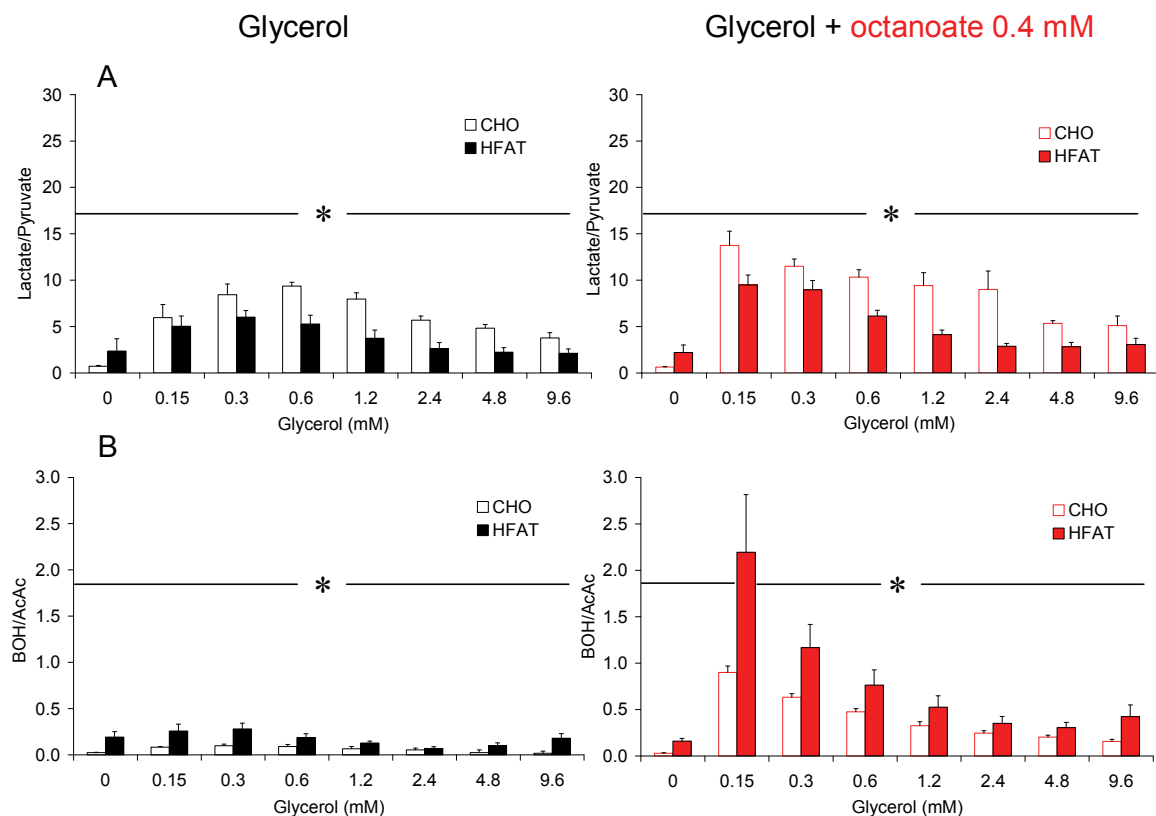 Glycerol
Glycerol + octanoate 0.4 mM
A
Lactate/Pyruvate
30
25
20
15
10
5
0
CHO
HFAT
*
0 0.15 0.3 0.6 1.2 2.4 4.8 9.6
Glycerol (mM)
Lactate/Pyruvate
30
25
20
15
10
5
0
CHO
HFAT
*
0 0.15 0.3 0.6 1.2 2.4 4.8 9.6
Glycerol (mM)
B
BOH/AcAc
3.0
2.5
2.0
1.5
1.0
0.5
0.0
CHO
HFAT
*
0 0.15 0.3 0.6 1.2 2.4 4.8 9.6
Glycerol (mM)
BOH/AcAc
3.0
2.5
2.0
1.5
1.0
0.5
0.0
CHO
HFAT
*
0 0.15 0.3 0.6 1.2 2.4 4.8 9.6
Glycerol (mM)